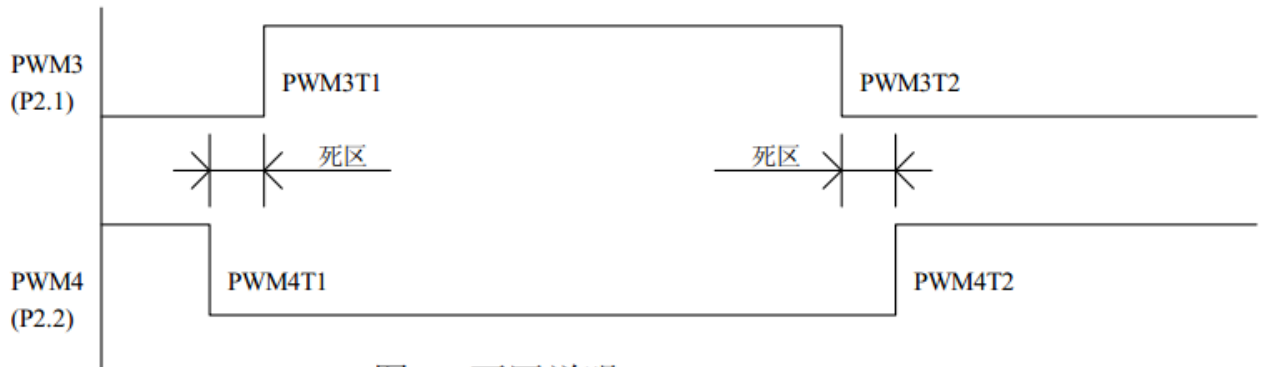 PWM3
(P2.1)
PWM3T1
PWM3T2
死区
死区
PWM4
(P2.2)
PWM4T1
PWM4T2